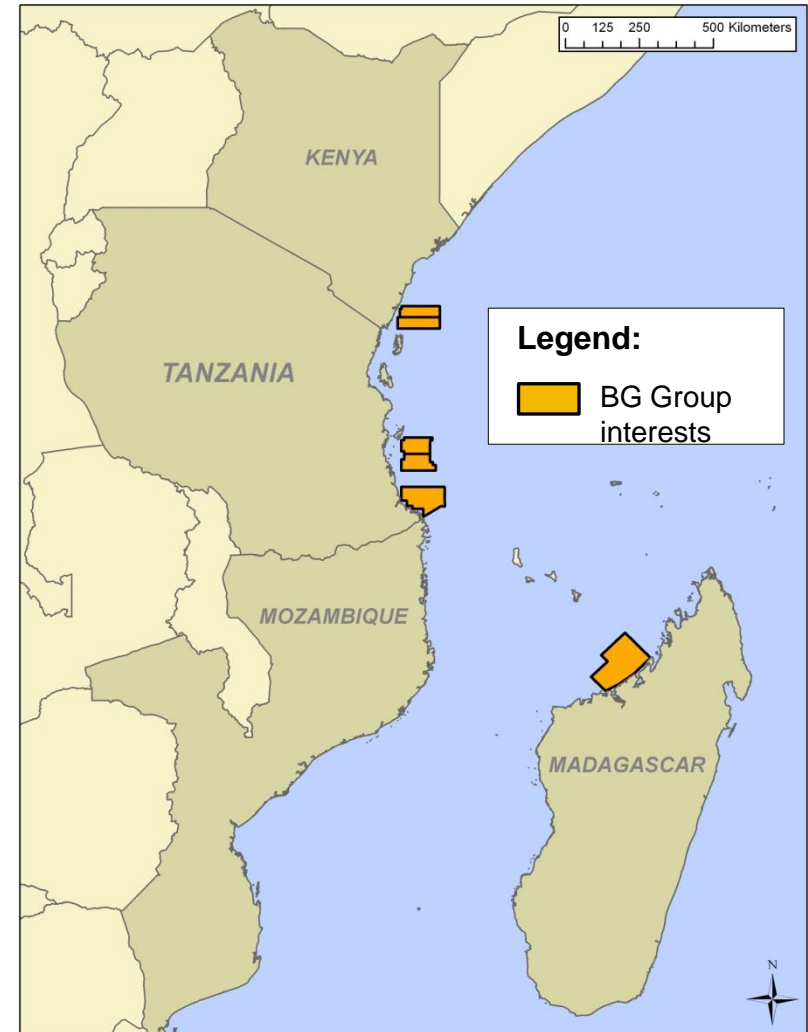 0 125 250 500 Kilometers
KENYA
Legend:
TANZANIA
BG Group
interests
MOZAMBIQUE
MADAGASCAR
N